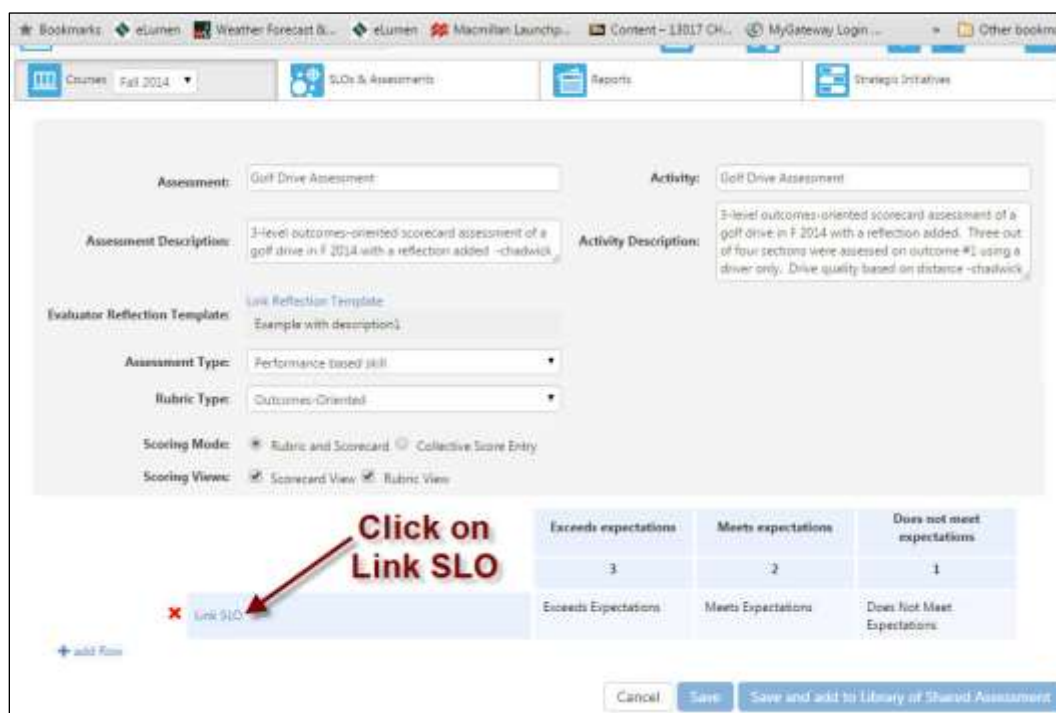 Bookmarks eLumen Weather Forecast &... eLumen Macmillan Launchp... Content – 13017 CH... MyGateway Login ... » Other bookma
Courses Fall 2014 SLOs & Assessments Reports Strategic Initiatives
Assessment: Golf Drive Assessment Activity: Golf Drive Assessment
Assessment Description: 3-level outcomes-oriented scorecard assessment of a
golf drive in F 2014 with a reflection added -chadwick
Activity Description: 3-level outcomes-oriented scorecard assessment of a
golf drive in F 2014 with a reflection added. Three out
of four sections were assessed on outcome #1 using a
driver only. Drive quality based on distance -chadwick
Link Reflection Template
Evaluator Reflection Template: Example with description1
Assessment Type: Performance based skill
Rubric Type: Outcomes-Oriented
Scoring Mode: Rubric and Scorecard Collective Score Entry
Scoring Views: Scorecard View Rubric View
Click on
Link SLO
Exceeds expectations Meets expectations Does not meet
expectations
3 2 1
Link SLO Exceeds Expectations Meets Expectations Does Not Meet
Expectations
add Row
Cancel Save Save and add to Library of Shared Assessment